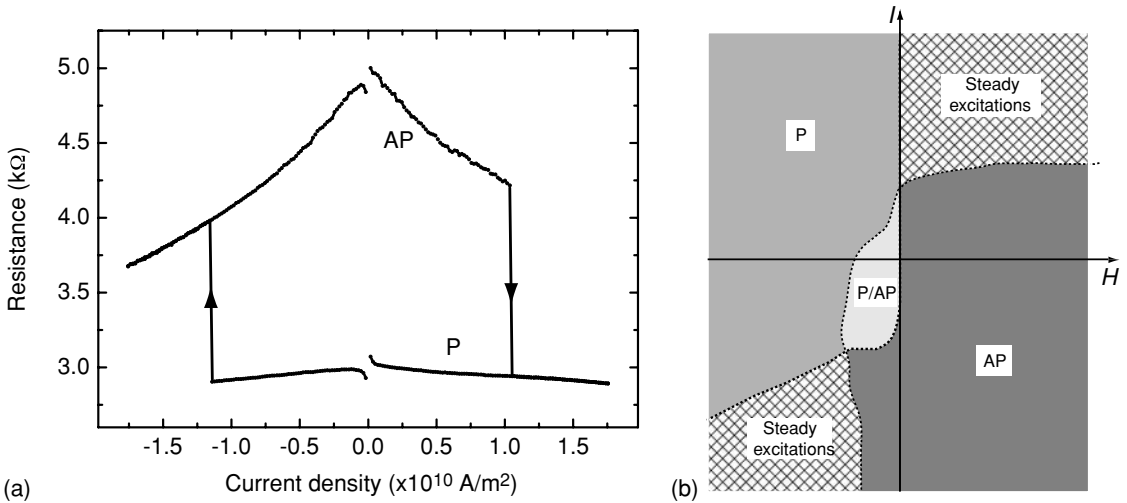 5.0
4.5
4.0
3.5
3.0
Resistance (kΩ)
AP
P
-1.5 -1.0 -0.5 0.0 0.5 1.0 1.5
Current density (x10¹⁰ A/m²)
(a)
I
Steady
excitations
P
H
P/AP
AP
Steady
excitations
(b)